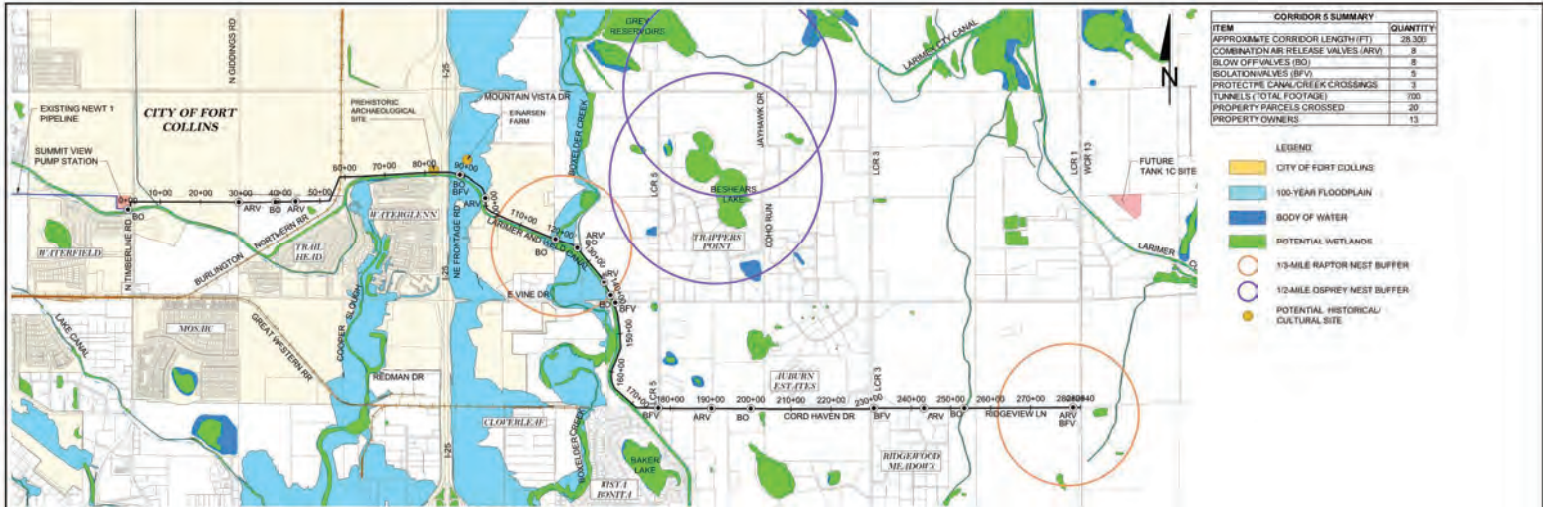 CORRIDOR 5 SUMMARY
ITEM QUANTITY
APPROXIMATE CORRIDOR LENGTH (FT) 28,300
COMBINATION AIR RELEASE VALVES (ARV) 8
BLOW OFF VALVES (BO) 8
ISOLATION VALVES (BFV) 5
PROTECTIVE CANAL/CREEK CROSSINGS 3
TUNNELS (TOTAL FOOTAGE) 700
PROPERTY PARCELS CROSSED 20
PROPERTY OWNERS 13
LEGEND
CITY OF FORT COLLINS
100-YEAR FLOODPLAIN
BODY OF WATER
POTENTIAL WETLANDS
1/3-MILE RAPTOR NEST BUFFER
1/2-MILE OSPREY NEST BUFFER
POTENTIAL HISTORICAL/
CULTURAL SITE
N
N GIDDINGS RD
I-25
GREY
RESERVOIRS
LARIMER CITY CANAL
EXISTING NEWT 1
PIPELINE
CITY OF FORT
COLLINS
PREHISTORIC
ARCHAEOLOGICAL
SITE
MOUNTAIN VISTA DR
EINARSEN
FARM
BOXELDER CREEK
JAYHAWK DR
LCR 3
LCR 1
WCR 13
SUMMIT VIEW
PUMP STATION
FUTURE
TANK 1C SITE
0+00
10+00
20+00
30+00
40+00
50+00
60+00
70+00
80+00
90+00
BO
ARV
BO
ARV
BO
BFV
ARV
LCR 5
BESHEARS
LAKE
COHO RUN
TRAPPERS
POINT
WATERFIELD
N TIMBERLINE RD
BURLINGTON
NORTHERN RR
TRAIL
HEAD
WATERGLENN
NE FRONTAGE RD
I-25
110+00
LARIMER AND WELD CANAL
120+00
BO
ARV
130+00
ARV
140+00
BFV
E VINE DR
150+00
160+00
170+00
LARIMER
LAKE CANAL
MOSAIC
GREAT WESTERN RR
COOPER
SLOUGH
REDMAN DR
I-25
CLOVERLEAF
BOXELDER CREEK
VISTA
BONITA
BAKER
LAKE
AUBURN
ESTATES
LCR 5
LCR 3
180+00
190+00
200+00
210+00
220+00
230+00
240+00
250+00
260+00
270+00
BFV
ARV
BO
CORD HAVEN DR
BFV
ARV
BO
RIDGEVIEW LN
ARV
BFV
RIDGEWOOD